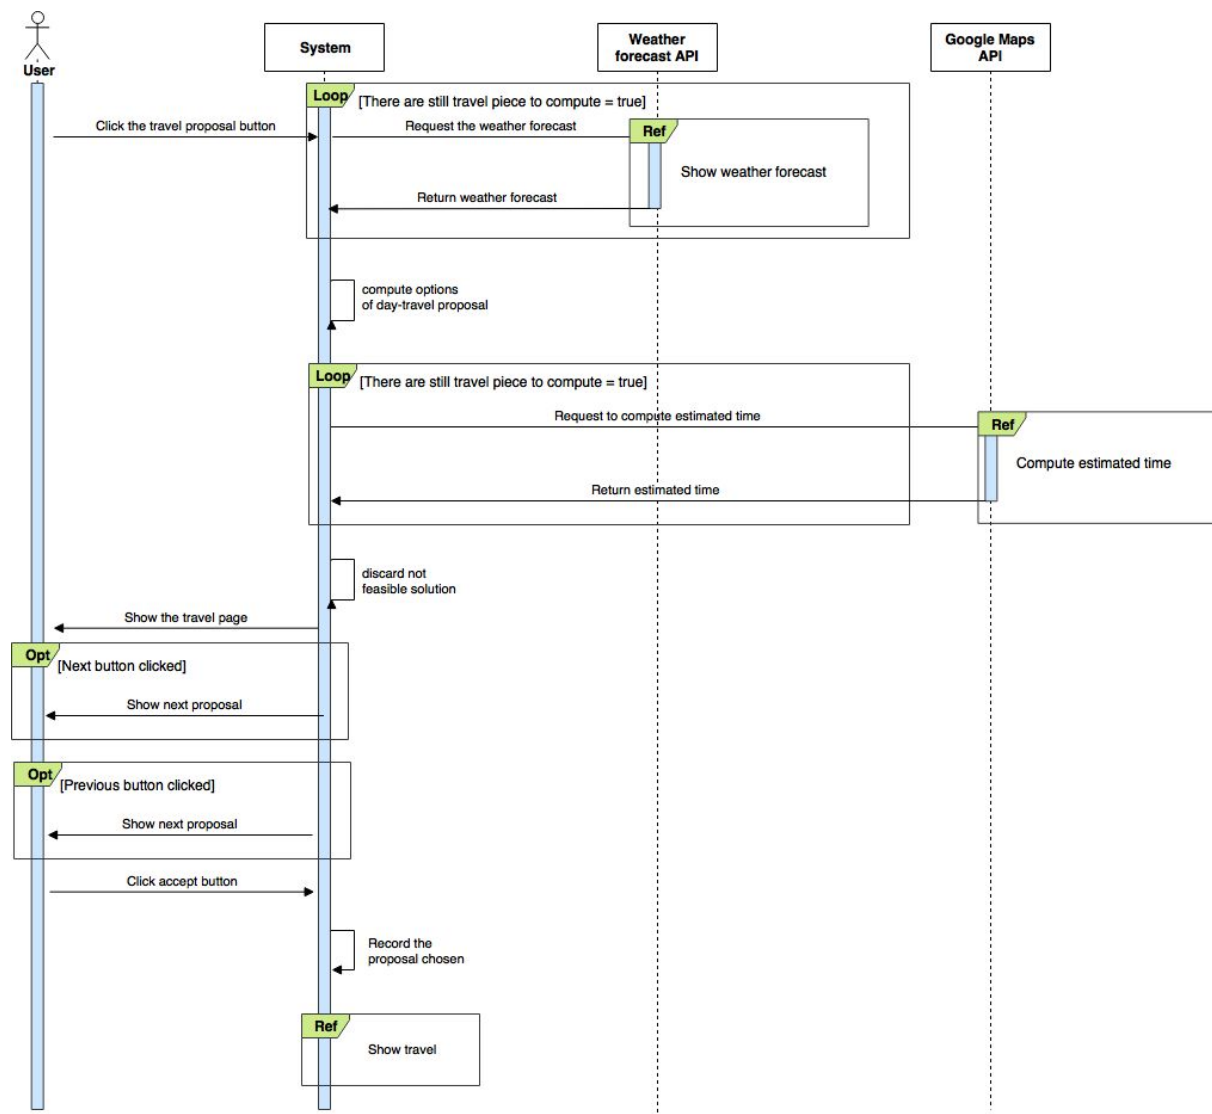 User
System
Weather
forecast API
Google Maps
API
Loop
[There are still travel piece to compute = true]
Click the travel proposal button
Request the weather forecast
Ref
Show weather forecast
Return weather forecast
compute options
of day-travel proposal
Loop
[There are still travel piece to compute = true]
Request to compute estimated time
Ref
Compute estimated time
Return estimated time
discard not
feasible solution
Show the travel page
Opt
[Next button clicked]
Show next proposal
Opt
[Previous button clicked]
Show next proposal
Click accept button
Record the
proposal chosen
Ref
Show travel